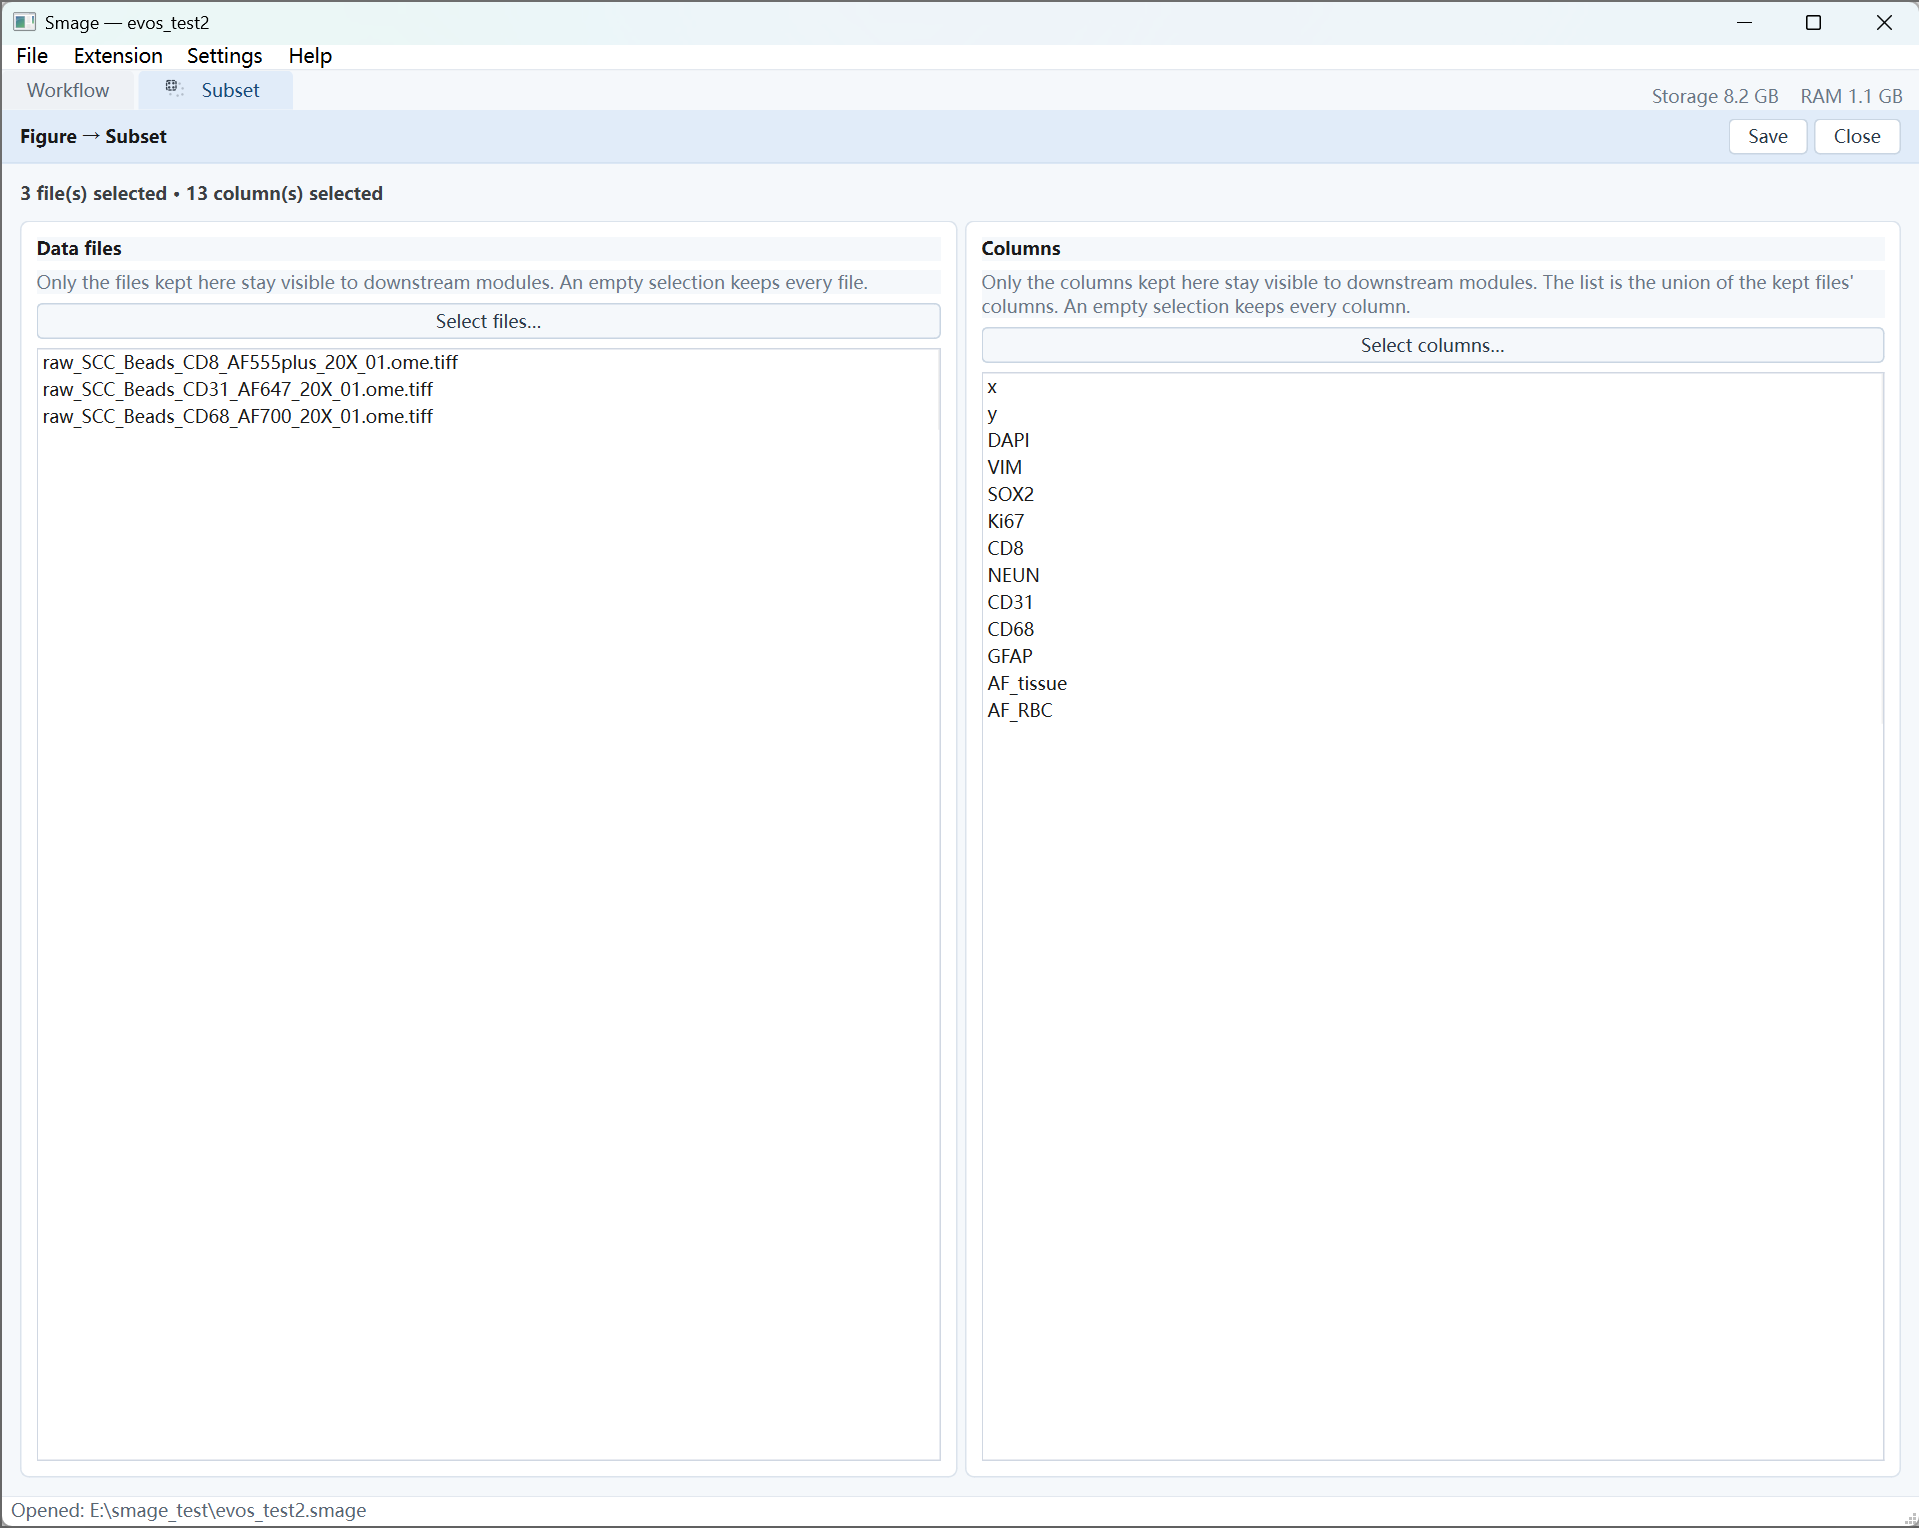 Smage — evos_test2
File Extension Settings Help
Workflow Subset
Storage 8.2 GB RAM 1.1 GB
Figure → Subset
Save Close
3 file(s) selected • 13 column(s) selected
Data files
Only the files kept here stay visible to downstream modules. An empty selection keeps every file.
Select files...
raw_SCC_Beads_CD8_AF555plus_20X_01.ome.tiff
raw_SCC_Beads_CD31_AF647_20X_01.ome.tiff
raw_SCC_Beads_CD68_AF700_20X_01.ome.tiff
Columns
Only the columns kept here stay visible to downstream modules. The list is the union of the kept files'
columns. An empty selection keeps every column.
Select columns...
x
y
DAPI
VIM
SOX2
Ki67
CD8
NEUN
CD31
CD68
GFAP
AF_tissue
AF_RBC
Opened: E:\smage_test\evos_test2.smage